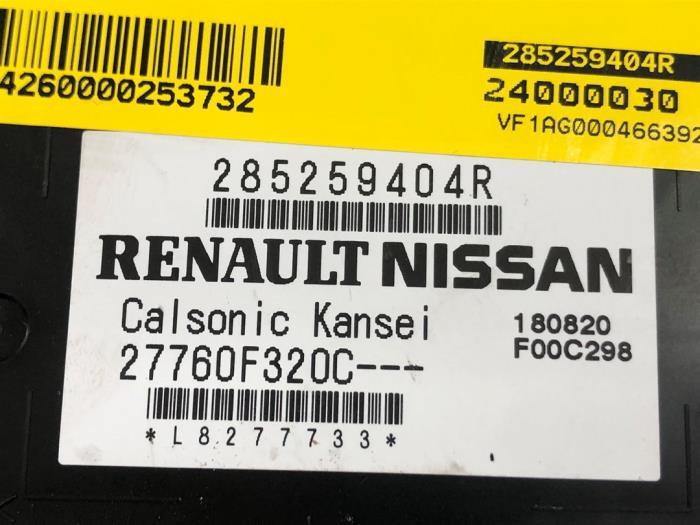 4260000253732
285259404R
24000030
VF1AG000466392
285259404R
RENAULT NISSAN
Calsonic Kansei
180820
27760F320C---
F00C298
*L8277733*